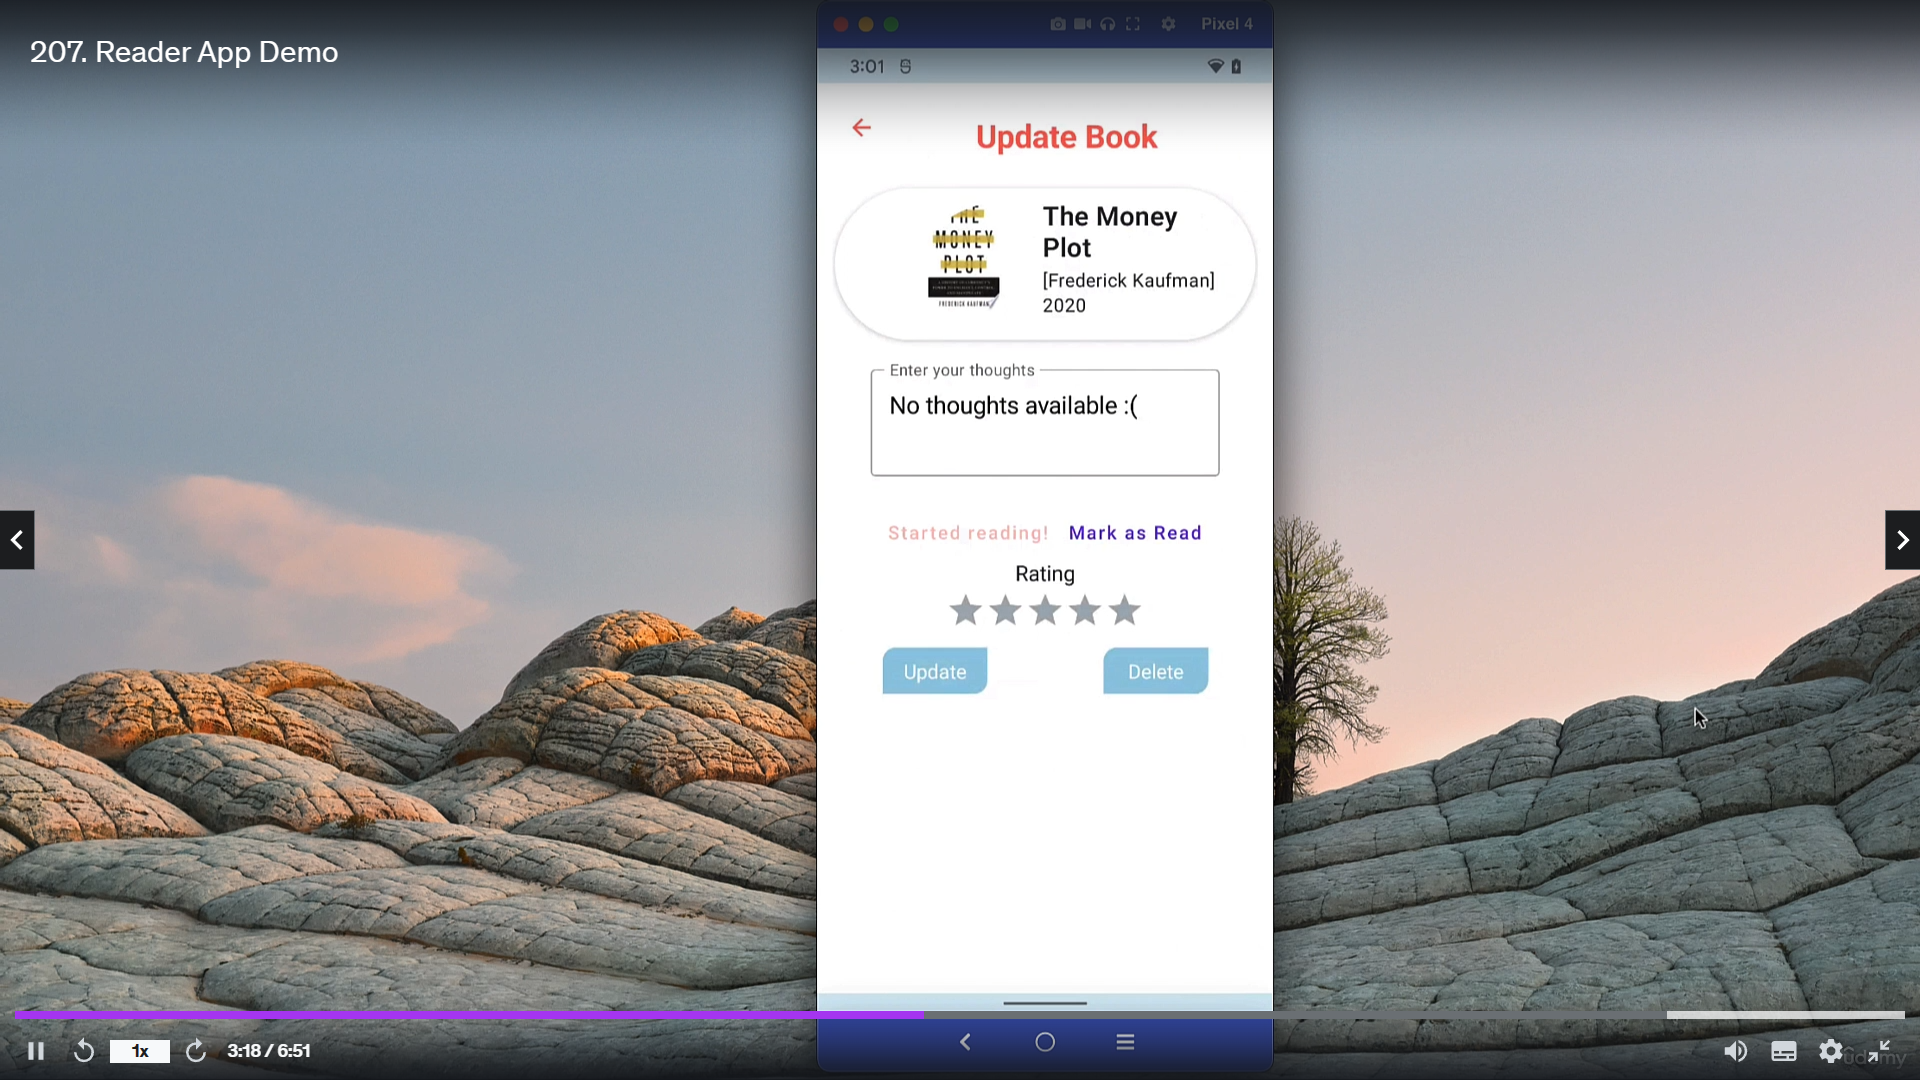 207. Reader App Demo
Pixel 4
3:01
Update Book
THE
MONEY
PLOT
FREDERICK KAUFMAN
The Money
Plot
[Frederick Kaufman]
2020
Enter your thoughts
No thoughts available :(
Started reading! Mark as Read
Rating
Update Delete
1x 3:18 / 6:51
udemy